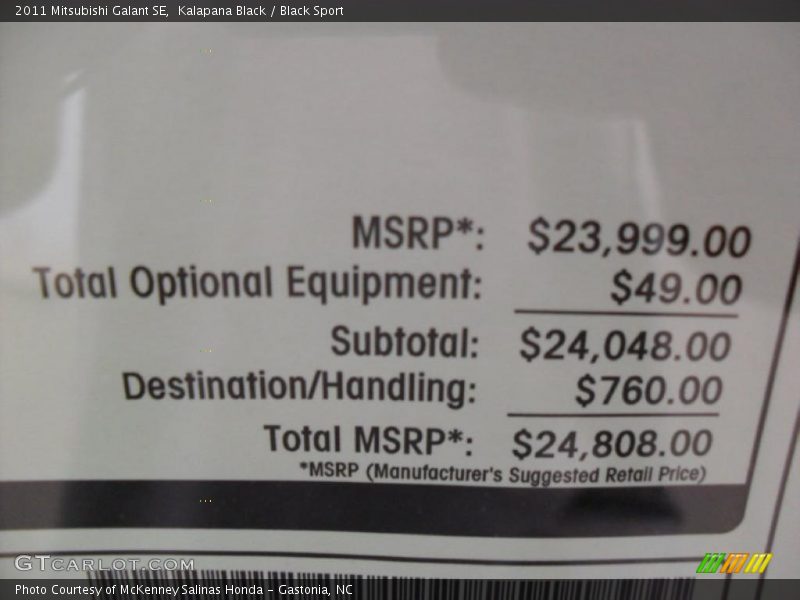 2011 Mitsubishi Galant SE, Kalapana Black / Black Sport
MSRP*: $23,999.00
Total Optional Equipment: $49.00
Subtotal: $24,048.00
Destination/Handling: $760.00
Total MSRP*: $24,808.00
*MSRP (Manufacturer's Suggested Retail Price)
GTCARLOT.COM
Photo Courtesy of McKenney Salinas Honda - Gastonia, NC